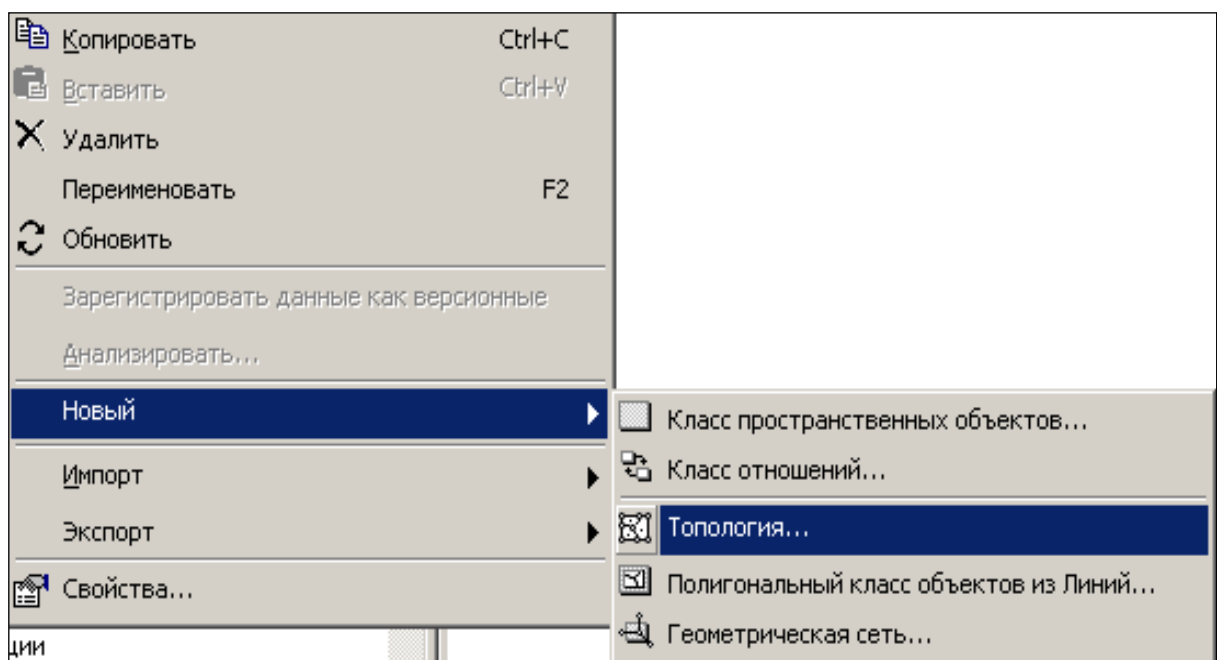 Копировать Ctrl+C
Вставить Ctrl+V
Удалить
Переименовать F2
Обновить
Зарегистрировать данные как версионные
Анализировать...
Новый
Импорт
Экспорт
Свойства...
ции
Класс пространственных объектов...
Класс отношений...
Топология...
Полигональный класс объектов из Линий...
Геометрическая сеть...